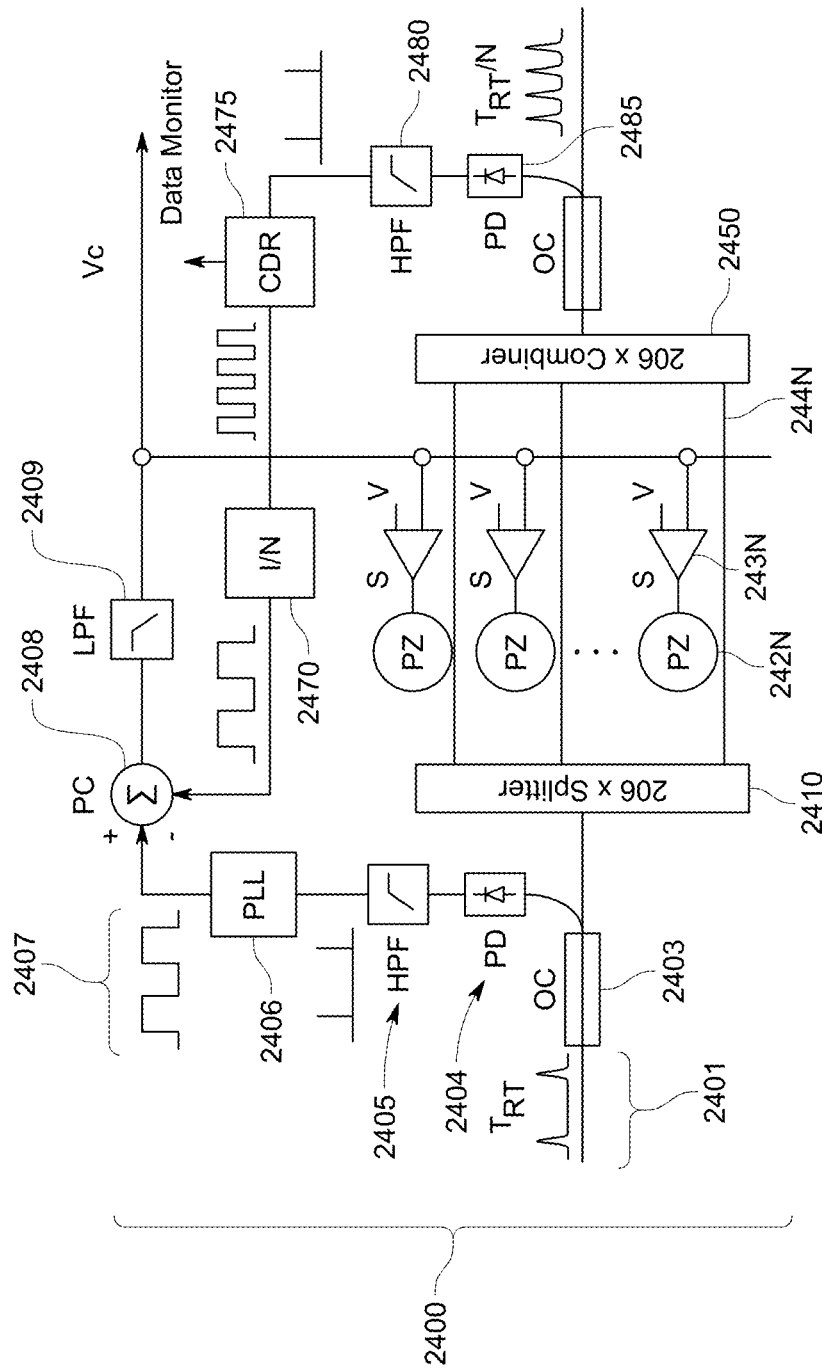 2400
2401
T_RT
OC
2403
2404
PD
2405
HPF
2406
PLL
2407
PC
+
-
Σ
2408
LPF
2409
Vc
Data Monitor
2475
CDR
I/N
2470
HPF
2480
PD
2485
T_RT/N
OC
2450
206 x Combiner
244N
V
S
PZ
V
S
PZ
. . .
V
S
PZ
243N
242N
206 x Splitter
2410